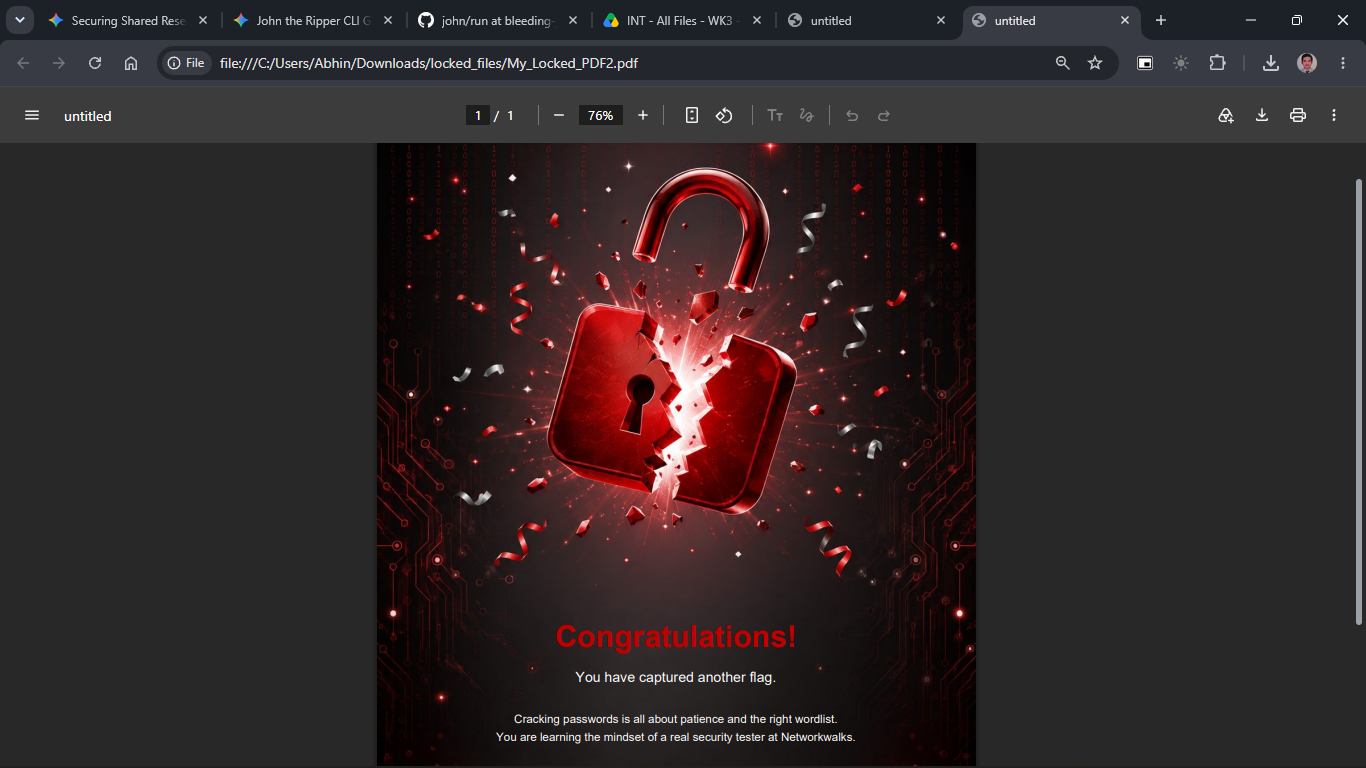 Securing Shared Rese
John the Ripper CLI G
john/run at bleeding-
INT - All Files - WK3 -
untitled
untitled
File
file:///C:/Users/Abhin/Downloads/locked_files/My_Locked_PDF2.pdf
untitled
1 / 1
76%
Congratulations!
You have captured another flag.
Cracking passwords is all about patience and the right wordlist.
You are learning the mindset of a real security tester at Networkwalks.